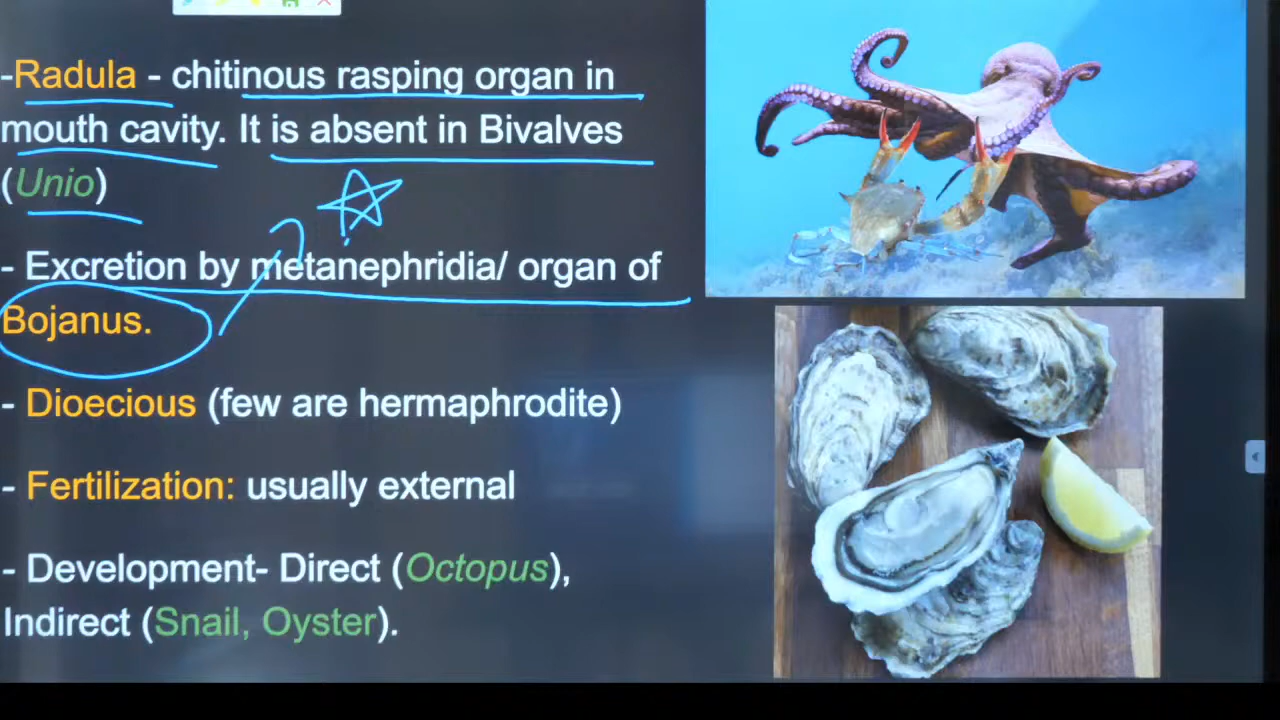 -Radula - chitinous rasping organ in
mouth cavity. It is absent in Bivalves
(Unio)
- Excretion by metanephridia/ organ of
Bojanus.
- Dioecious (few are hermaphrodite)
- Fertilization: usually external
- Development- Direct (Octopus),
Indirect (Snail, Oyster).